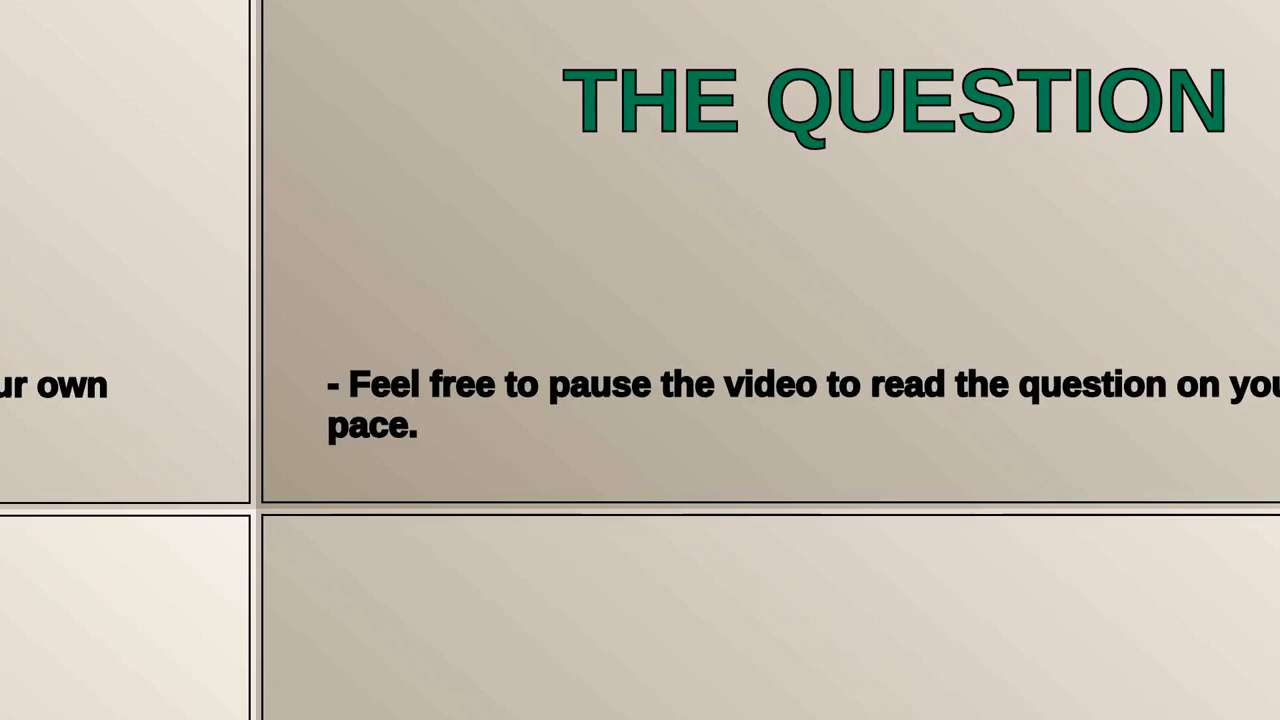 THE QUESTION
ur own
- Feel free to pause the video to read the question on you
pace.